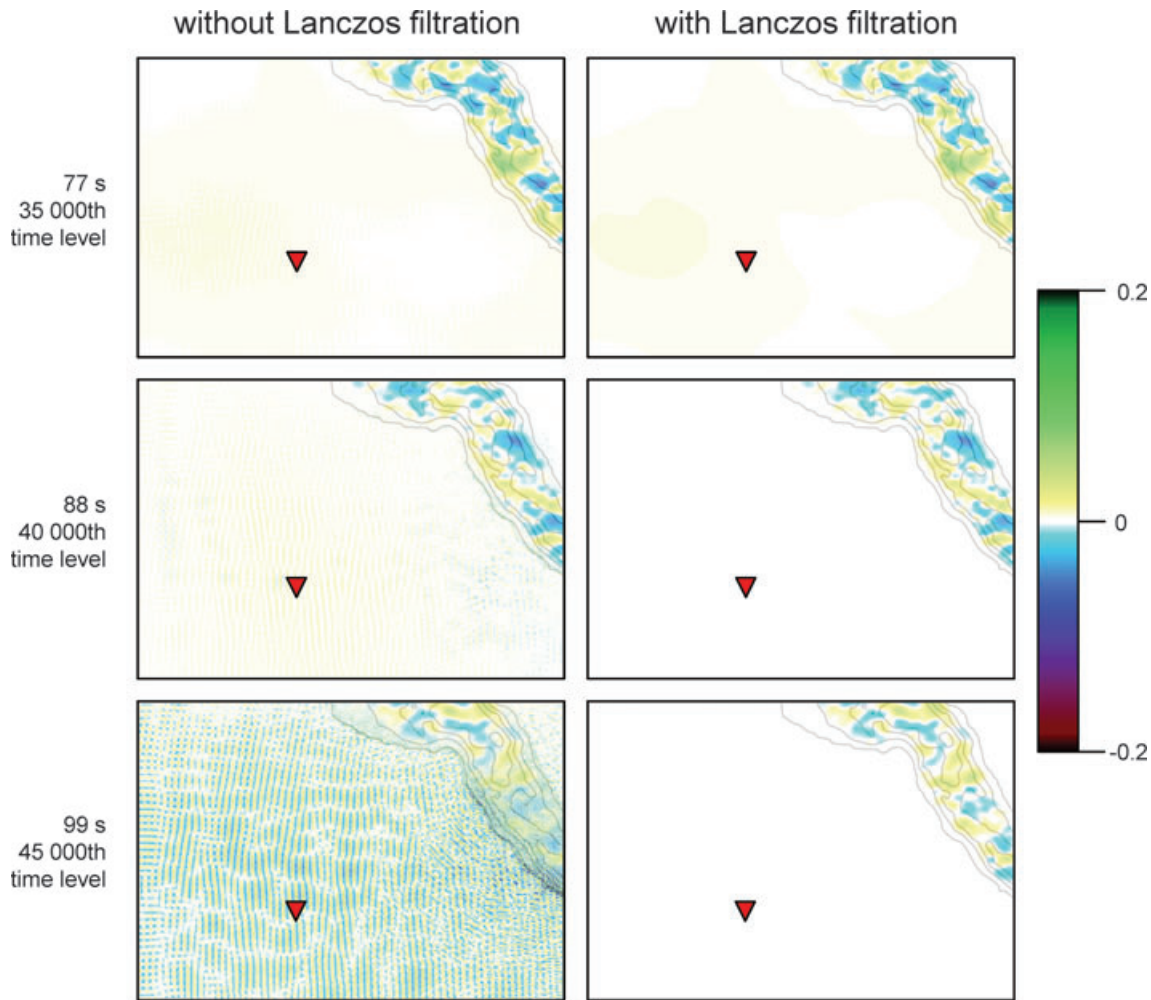 without Lanczos filtration
with Lanczos filtration
77 s
35 000th
time level
88 s
40 000th
time level
99 s
45 000th
time level
0.2
0
-0.2